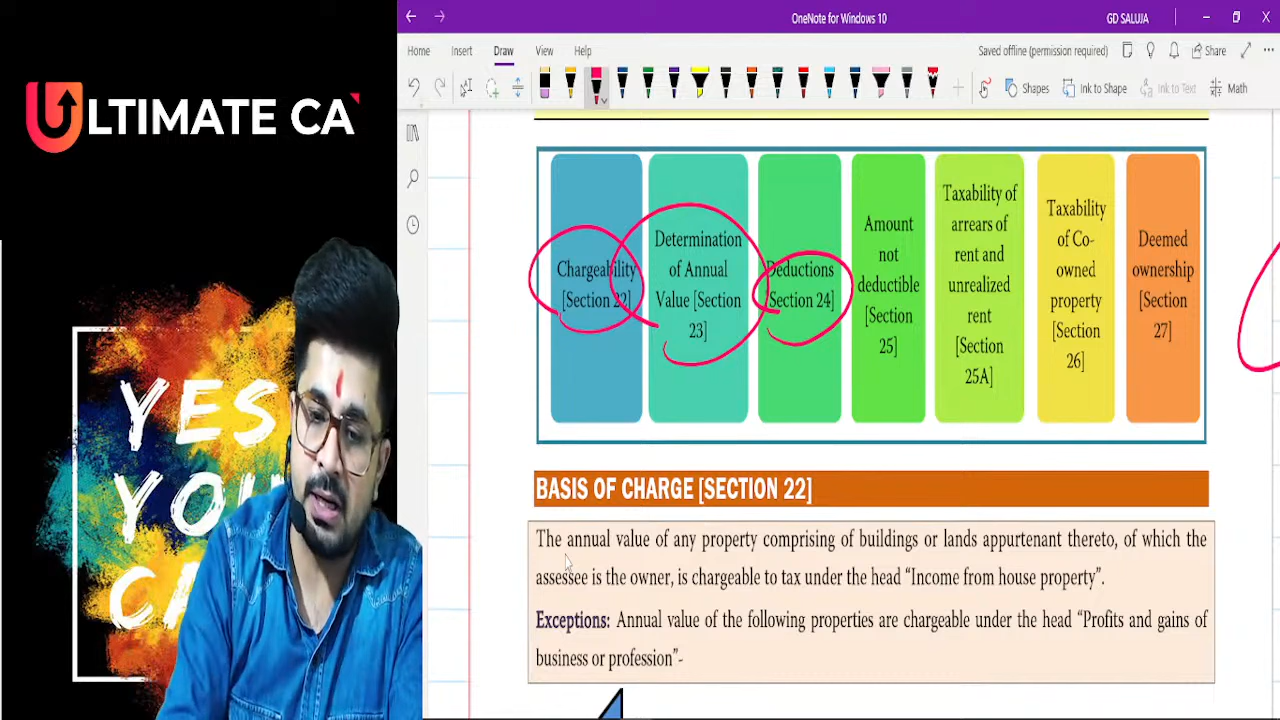 OneNote for Windows 10
GD SALUJA
Home Insert Draw View Help
Saved offline (permission required)
Share
Shapes
Ink to Shape
Ink to Text
Math
ULTIMATE CA
YES
YOU
CA
Chargeability
[Section 22]
Determination
of Annual
Value [Section
23]
Deductions
[Section 24]
Amount
not
deductible
[Section
25]
Taxability of
arrears of
rent and
unrealized
rent
[Section
25A]
Taxability
of Co-
owned
property
[Section
26]
Deemed
ownership
[Section
27]
BASIS OF CHARGE [SECTION 22]
The annual value of any property comprising of buildings or lands appurtenant thereto, of which the
assessee is the owner, is chargeable to tax under the head “Income from house property”.
Exceptions: Annual value of the following properties are chargeable under the head “Profits and gains of
business or profession”-